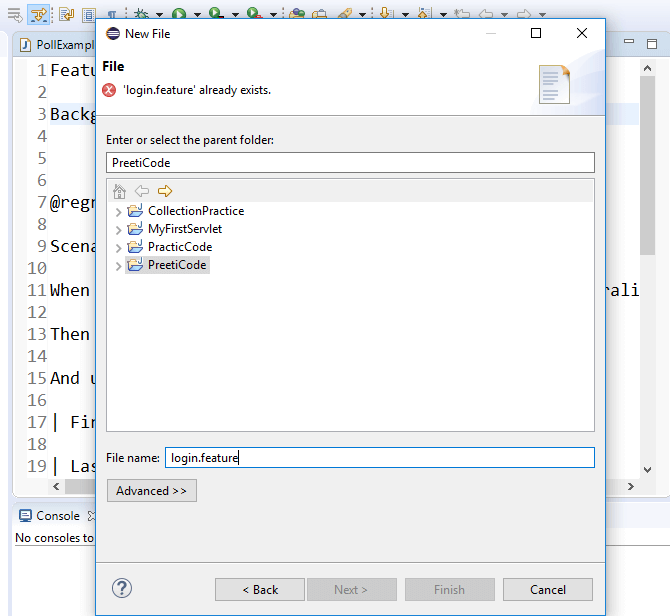 New File
PollExampl
File
'login.feature' already exists.
1 Featu
2
3 Backg
4
5
6
7 @regr
8
9 Scena
10
11 When
rali
12
13 Then
14
15 And u
16
17 | Fir
18
19 | Las
Enter or select the parent folder:
PreetiCode
CollectionPractice
MyFirstServlet
PracticCode
PreetiCode
File name:
login.feature
Advanced >>
Console
No consoles to
?
< Back
Next >
Finish
Cancel